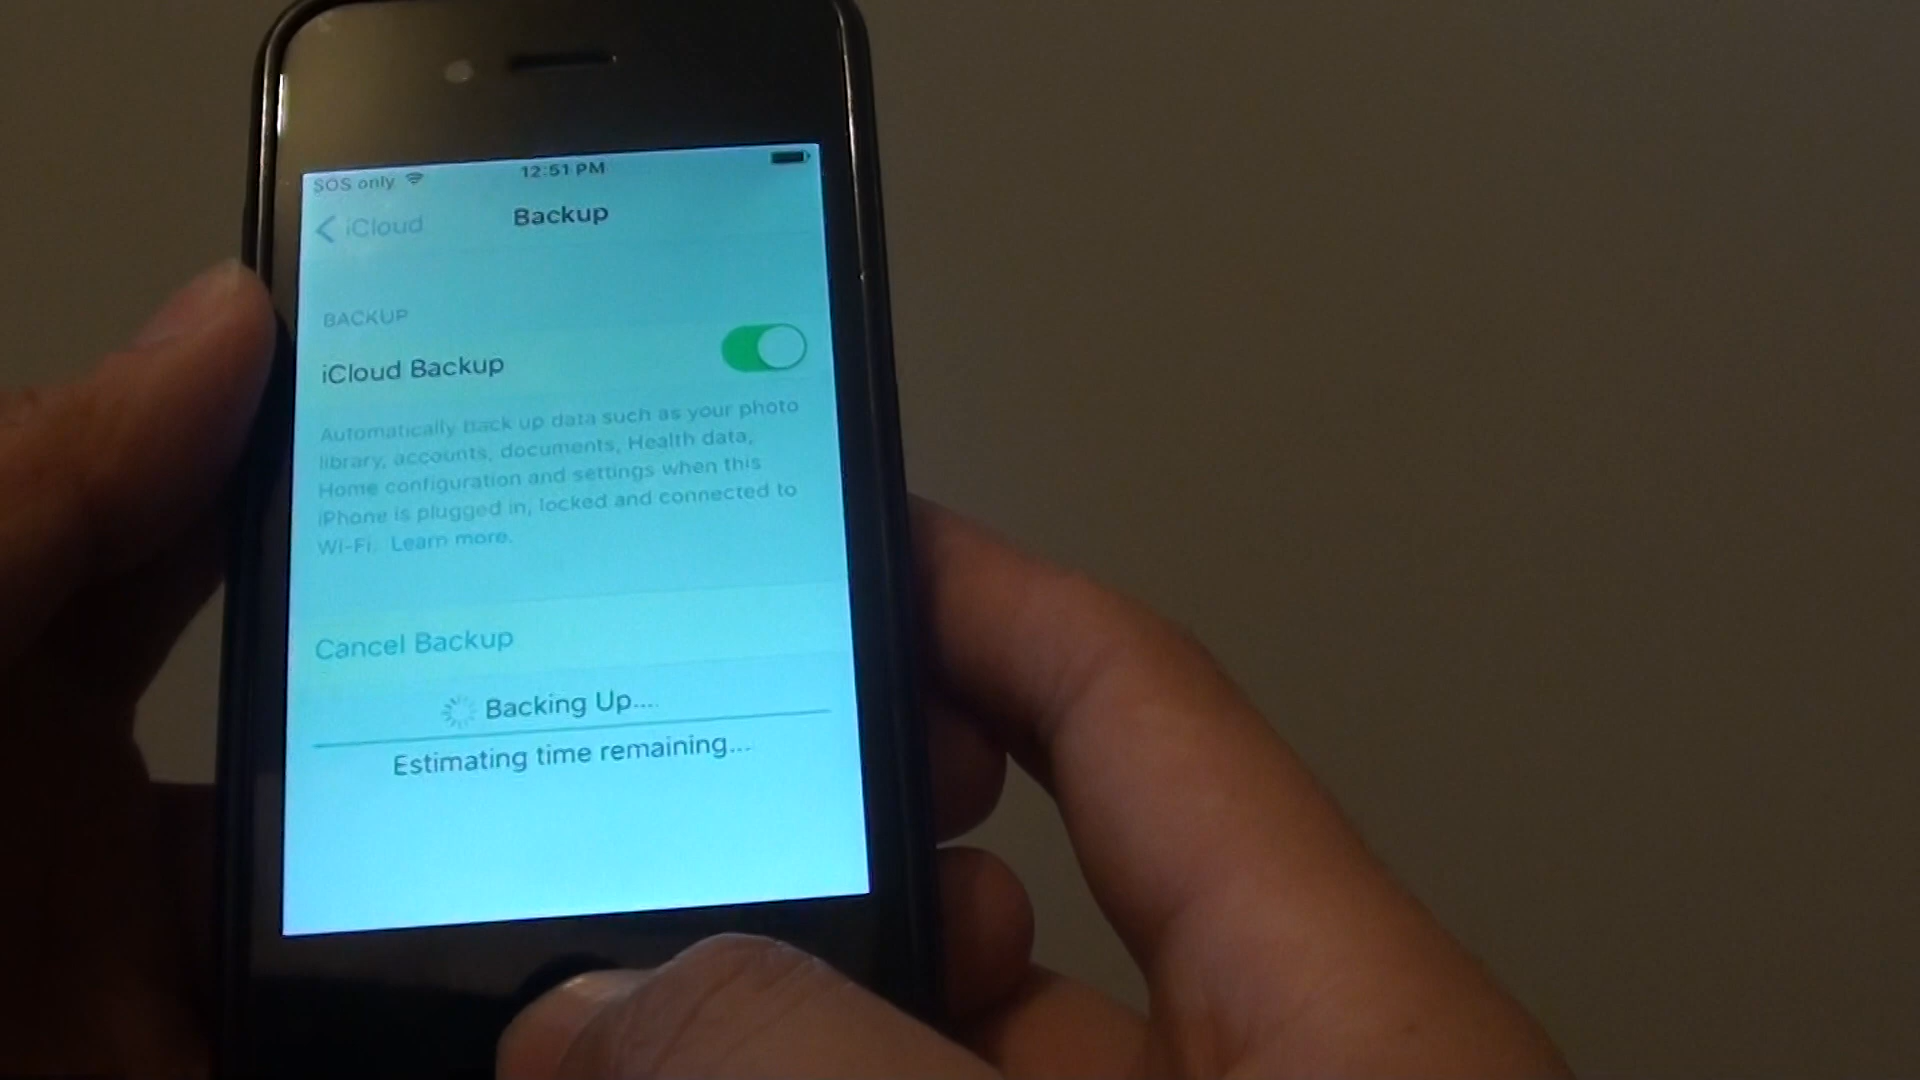 SOS only
12:51 PM
iCloud
Backup
BACKUP
iCloud Backup
Automatically back up data such as your photo
library, accounts, documents, Health data,
Home configuration and settings when this
iPhone is plugged in, locked and connected to
Wi-Fi. Learn more.
Cancel Backup
Backing Up....
Estimating time remaining...